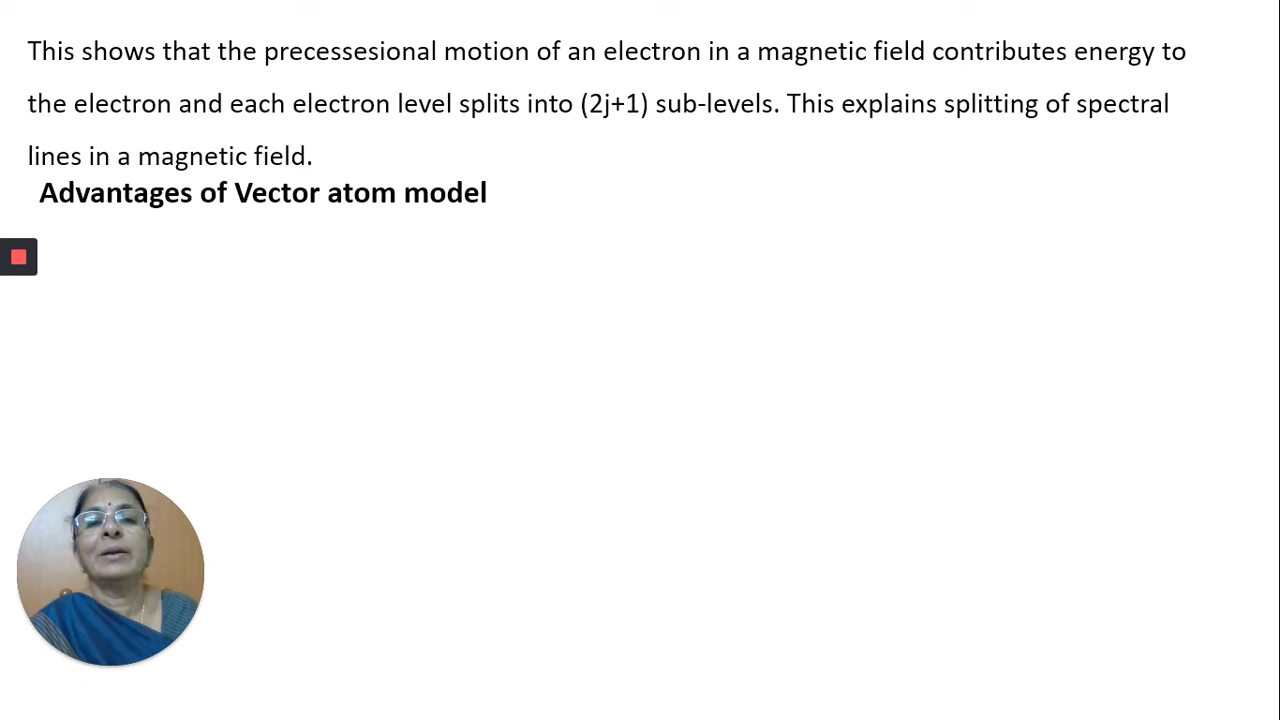 This shows that the precessesional motion of an electron in a magnetic field contributes energy to
the electron and each electron level splits into (2j+1) sub-levels. This explains splitting of spectral
lines in a magnetic field.
Advantages of Vector atom model